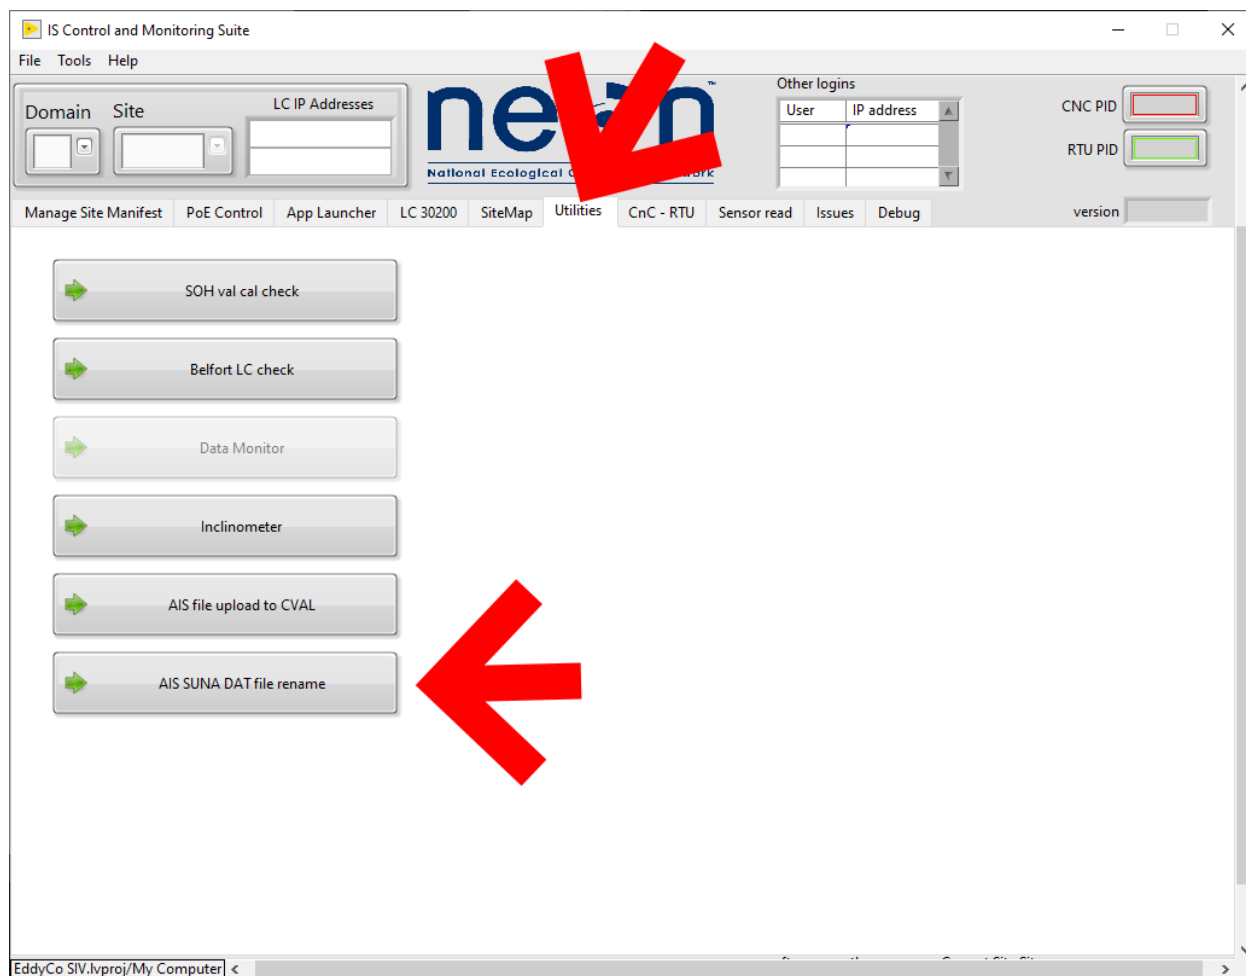 IS Control and Monitoring Suite
File Tools Help
Domain Site LC IP Addresses
Other logins
User IP address
CNC PID
RTU PID
National Ecological
Manage Site Manifest PoE Control App Launcher LC 30200 SiteMap Utilities CnC - RTU Sensor read Issues Debug version
SOH val cal check
Belfort LC check
Data Monitor
Inclinometer
AIS file upload to CVAL
AIS SUNA DAT file rename
EddyCo SIV.lvproj/My Computer